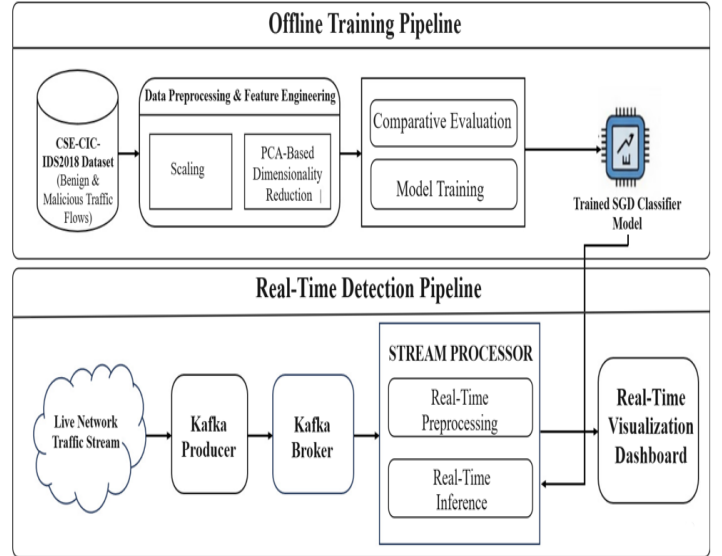 Offline Training Pipeline
CSE-CIC-
IDS2018 Dataset
(Benign &
Malicious Traffic
Flows)
Data Preprocessing & Feature Engineering
Scaling
PCA-Based
Dimensionality
Reduction |
Comparative Evaluation
Model Training
Trained SGD Classifier
Model
Real-Time Detection Pipeline
Live Network
Traffic Stream
Kafka
Producer
Kafka
Broker
STREAM PROCESSOR
Real-Time
Preprocessing
Real-Time
Inference
Real-Time
Visualization
Dashboard